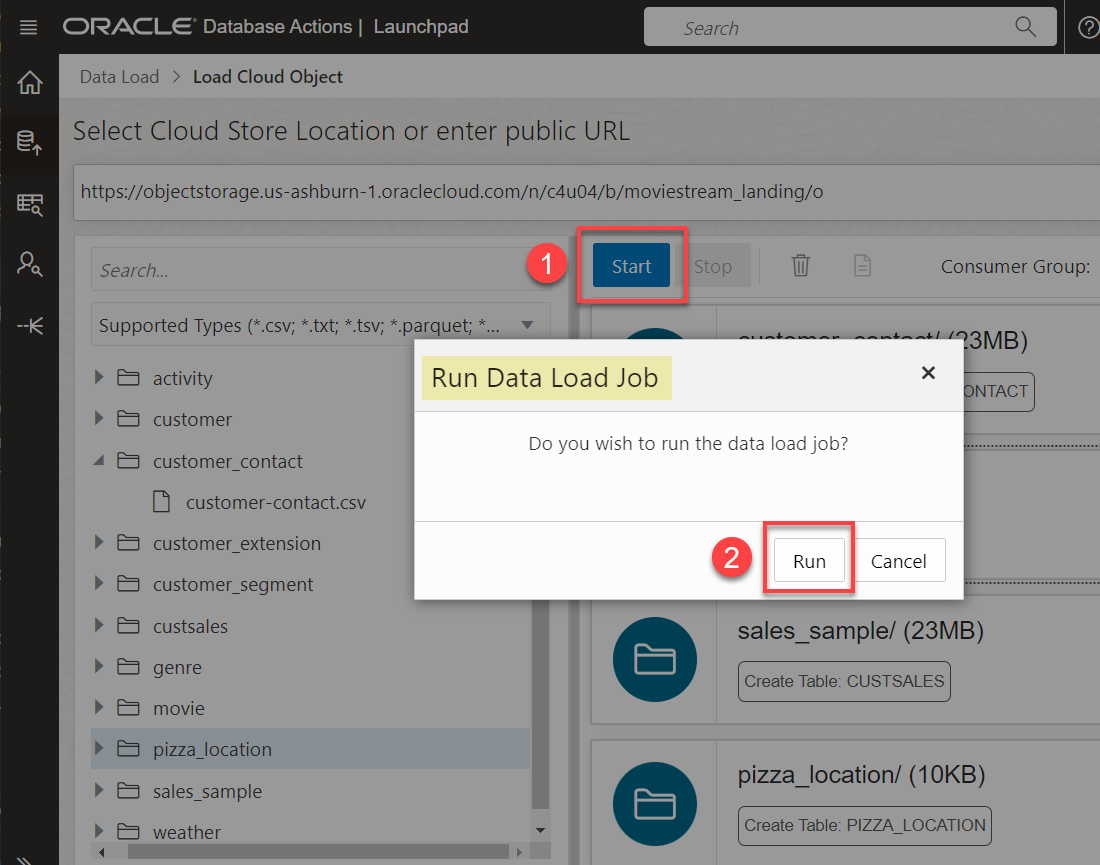 ORACLE Database Actions | Launchpad
Search
Data Load > Load Cloud Object
Select Cloud Store Location or enter public URL
https://objectstorage.us-ashburn-1.oraclecloud.com/n/c4u04/b/moviestream_landing/o
Search...
Supported Types (*.csv; *.txt; *.tsv; *.parquet; *...
activity
customer
customer_contact
customer-contact.csv
customer_extension
customer_segment
custsales
genre
movie
pizza_location
sales_sample
weather
1
Start
Stop
Consumer Group:
customer_contact/ (23MB)
ONTACT
Run Data Load Job
Do you wish to run the data load job?
2
Run
Cancel
sales_sample/ (23MB)
Create Table: CUSTSALES
pizza_location/ (10KB)
Create Table: PIZZA_LOCATION